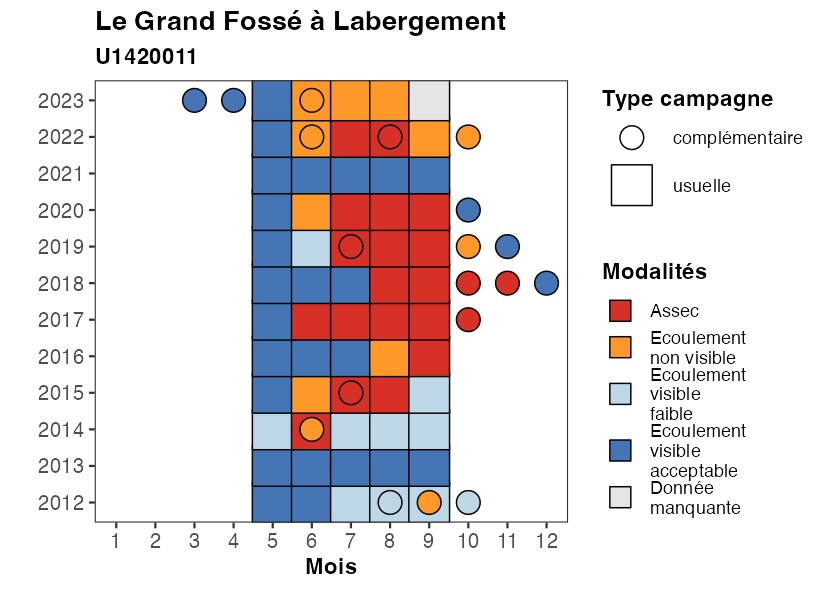 Le Grand Fossé à Labergement
U1420011
2023
2022
2021
2020
2019
2018
2017
2016
2015
2014
2013
2012
1 2 3 4 5 6 7 8 9 10 11 12
Mois
Type campagne
complémentaire
usuelle
Modalités
Assec
Ecoulement
non visible
Ecoulement
visible
faible
Ecoulement
visible
acceptable
Donnée
manquante